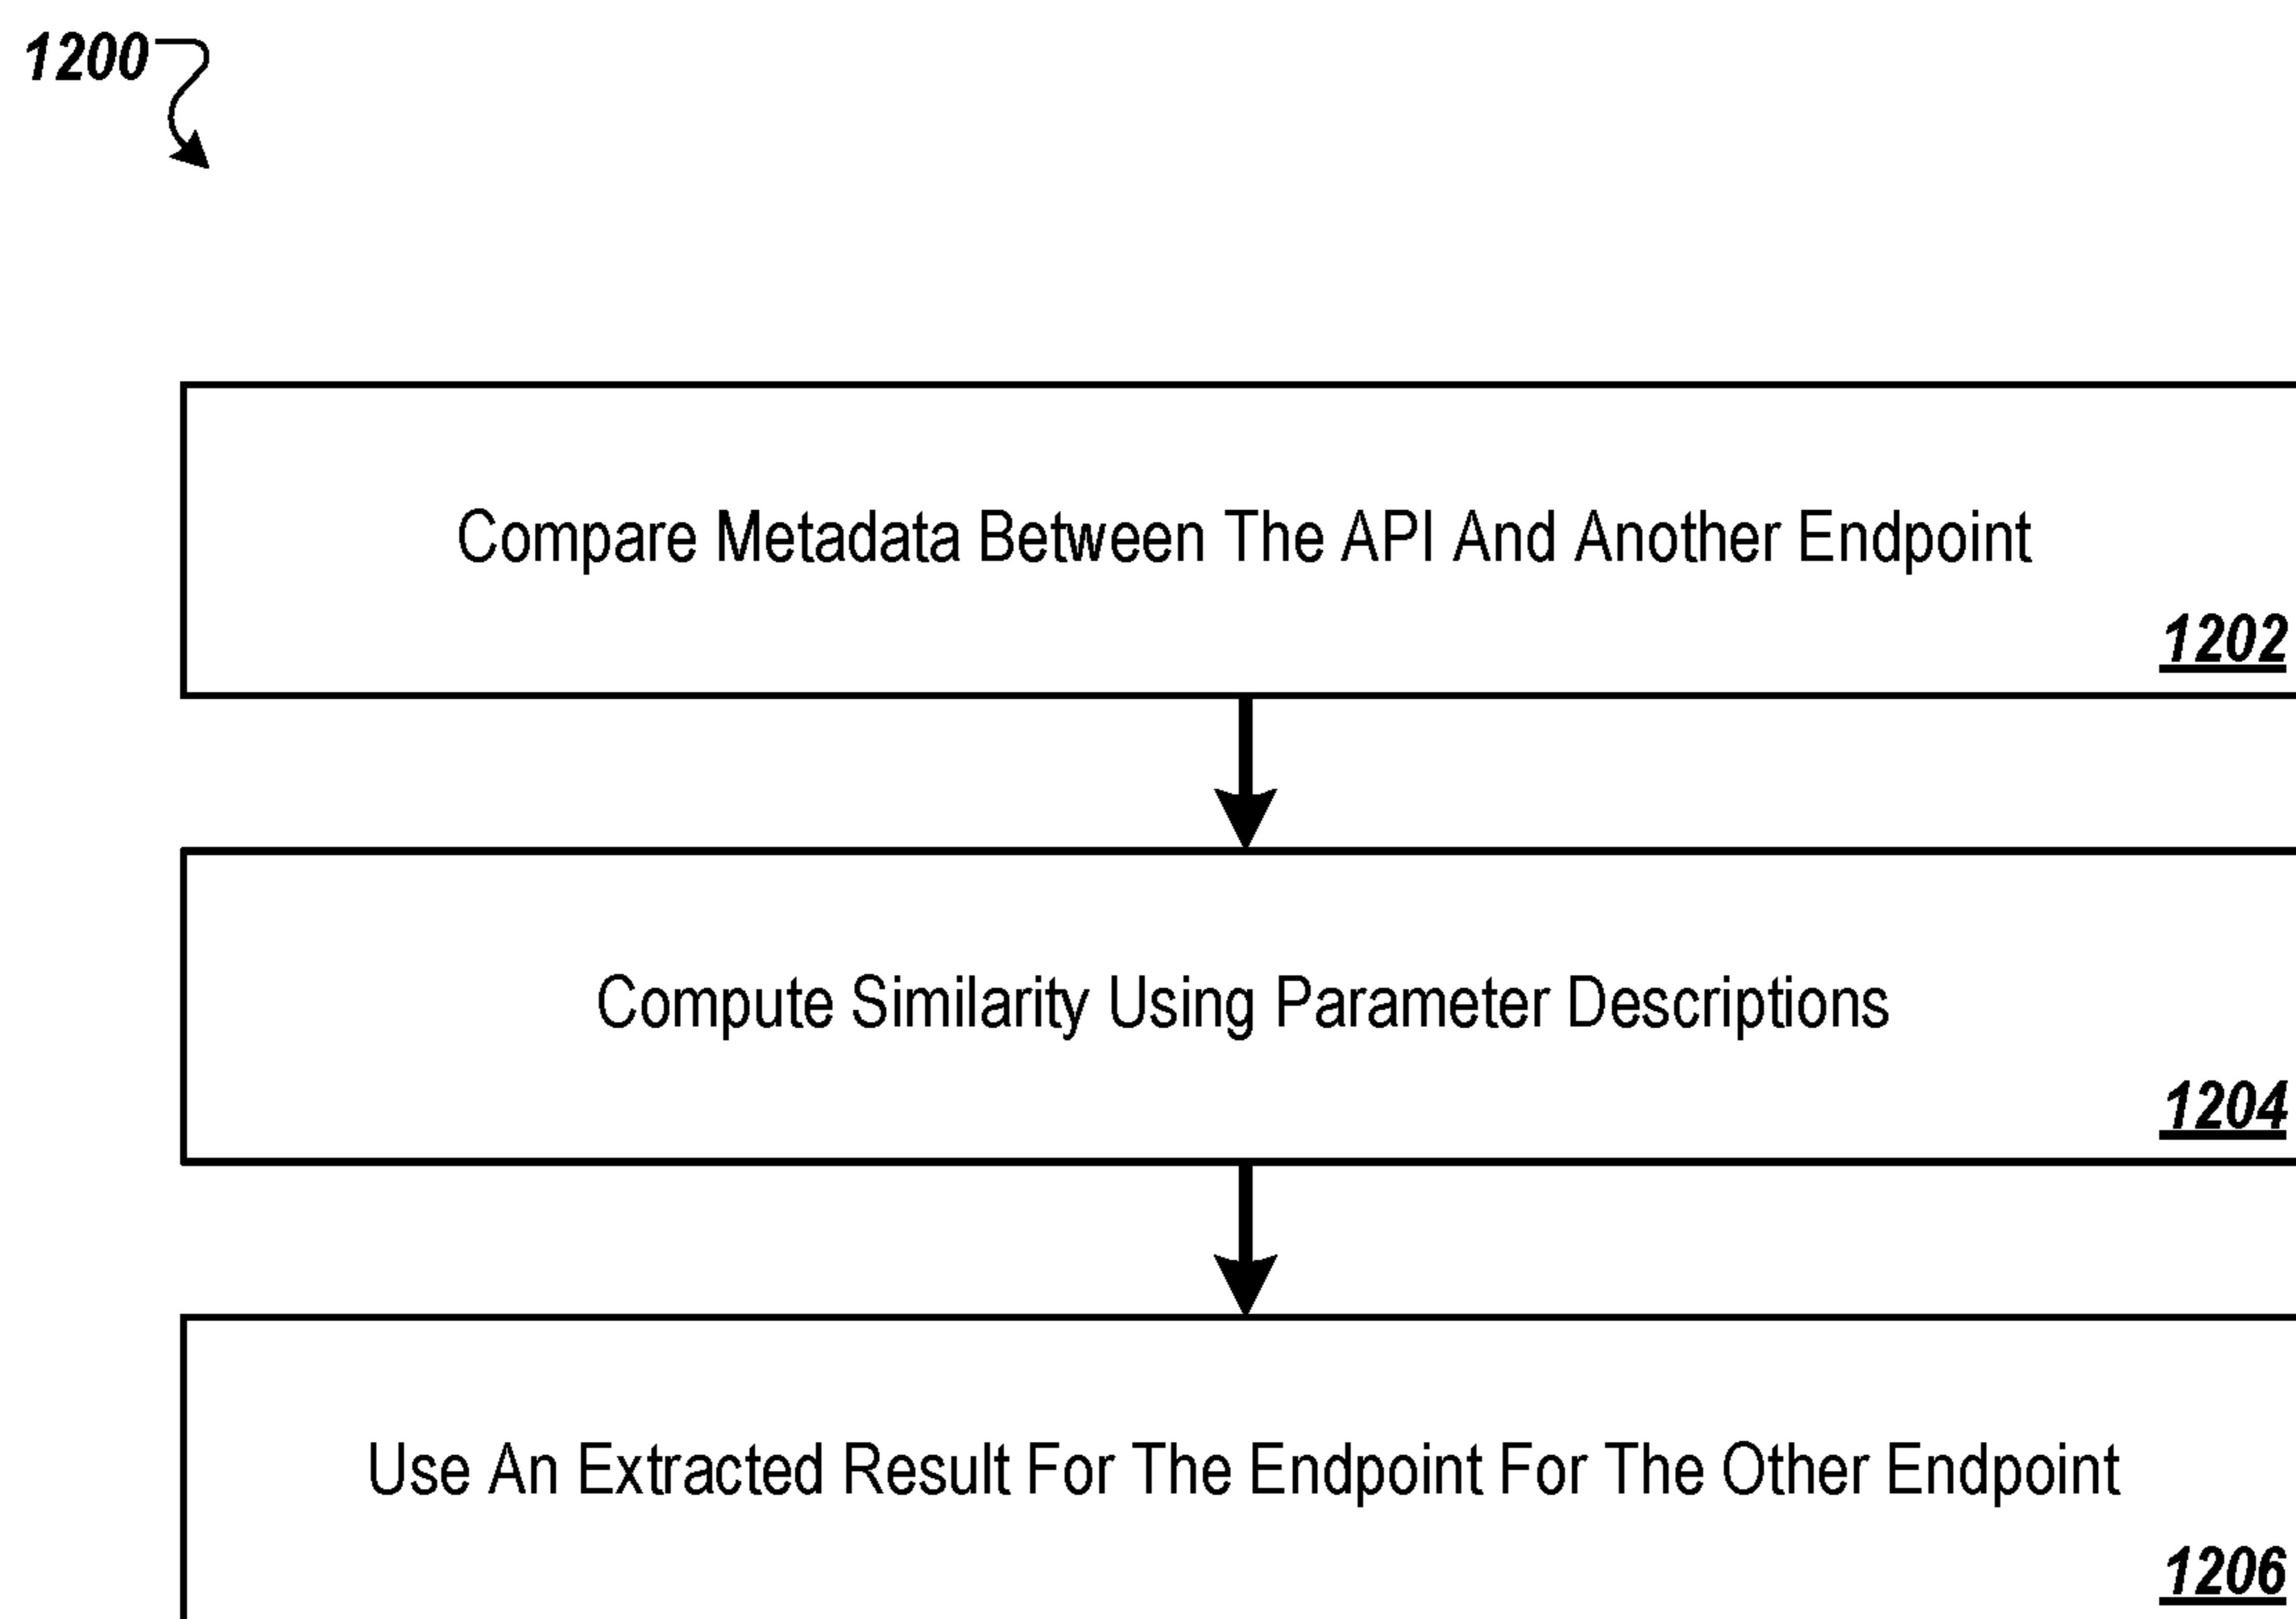 1200
Compare Metadata Between The API And Another Endpoint
1202
Compute Similarity Using Parameter Descriptions
1204
Use An Extracted Result For The Endpoint For The Other Endpoint
1206